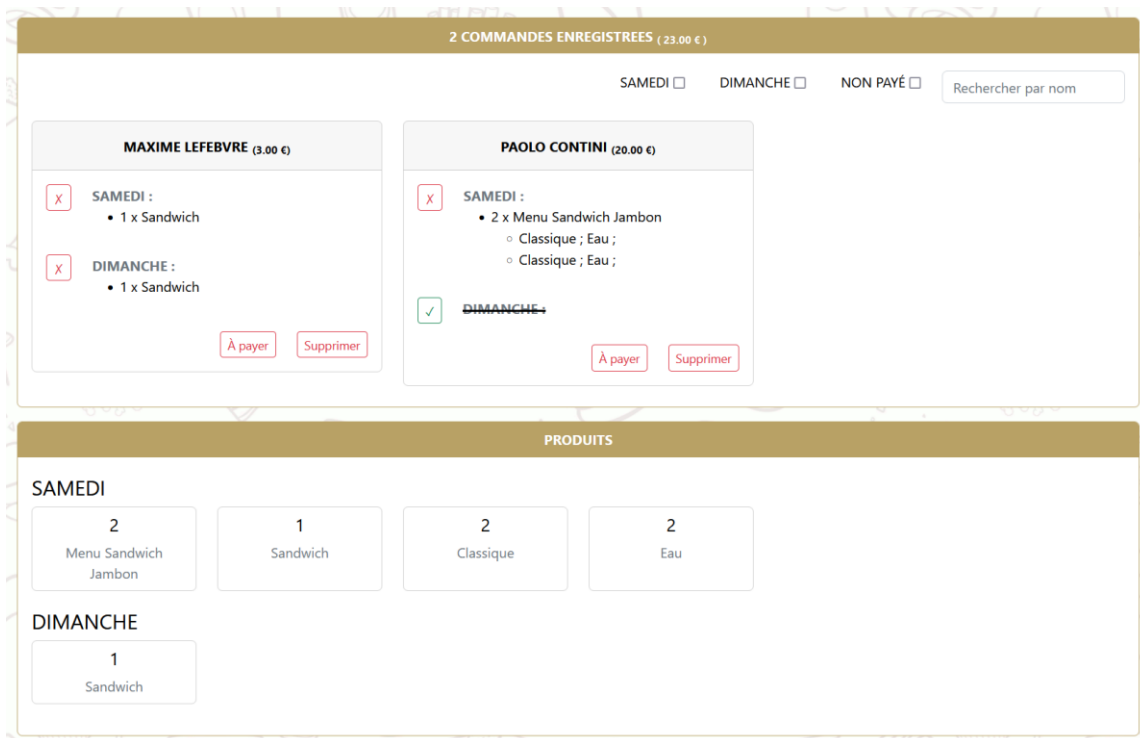 2 COMMANDES ENREGISTREES ( 23.00 € )
SAMEDI
DIMANCHE
NON PAYÉ
Rechercher par nom
MAXIME LEFEBVRE (3.00 €)
X
SAMEDI :
1 x Sandwich
X
DIMANCHE :
1 x Sandwich
À payer
Supprimer
PAOLO CONTINI (20.00 €)
X
SAMEDI :
2 x Menu Sandwich Jambon
Classique ; Eau ;
Classique ; Eau ;
✓
DIMANCHE :
À payer
Supprimer
PRODUITS
SAMEDI
2
Menu Sandwich
Jambon
1
Sandwich
2
Classique
2
Eau
DIMANCHE
1
Sandwich